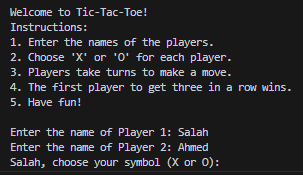 Welcome to Tic-Tac-Toe!
Instructions:
1. Enter the names of the players.
2. Choose 'X' or 'O' for each player.
3. Players take turns to make a move.
4. The first player to get three in a row wins.
5. Have fun!
Enter the name of Player 1: Salah
Enter the name of Player 2: Ahmed
Salah, choose your symbol (X or O):